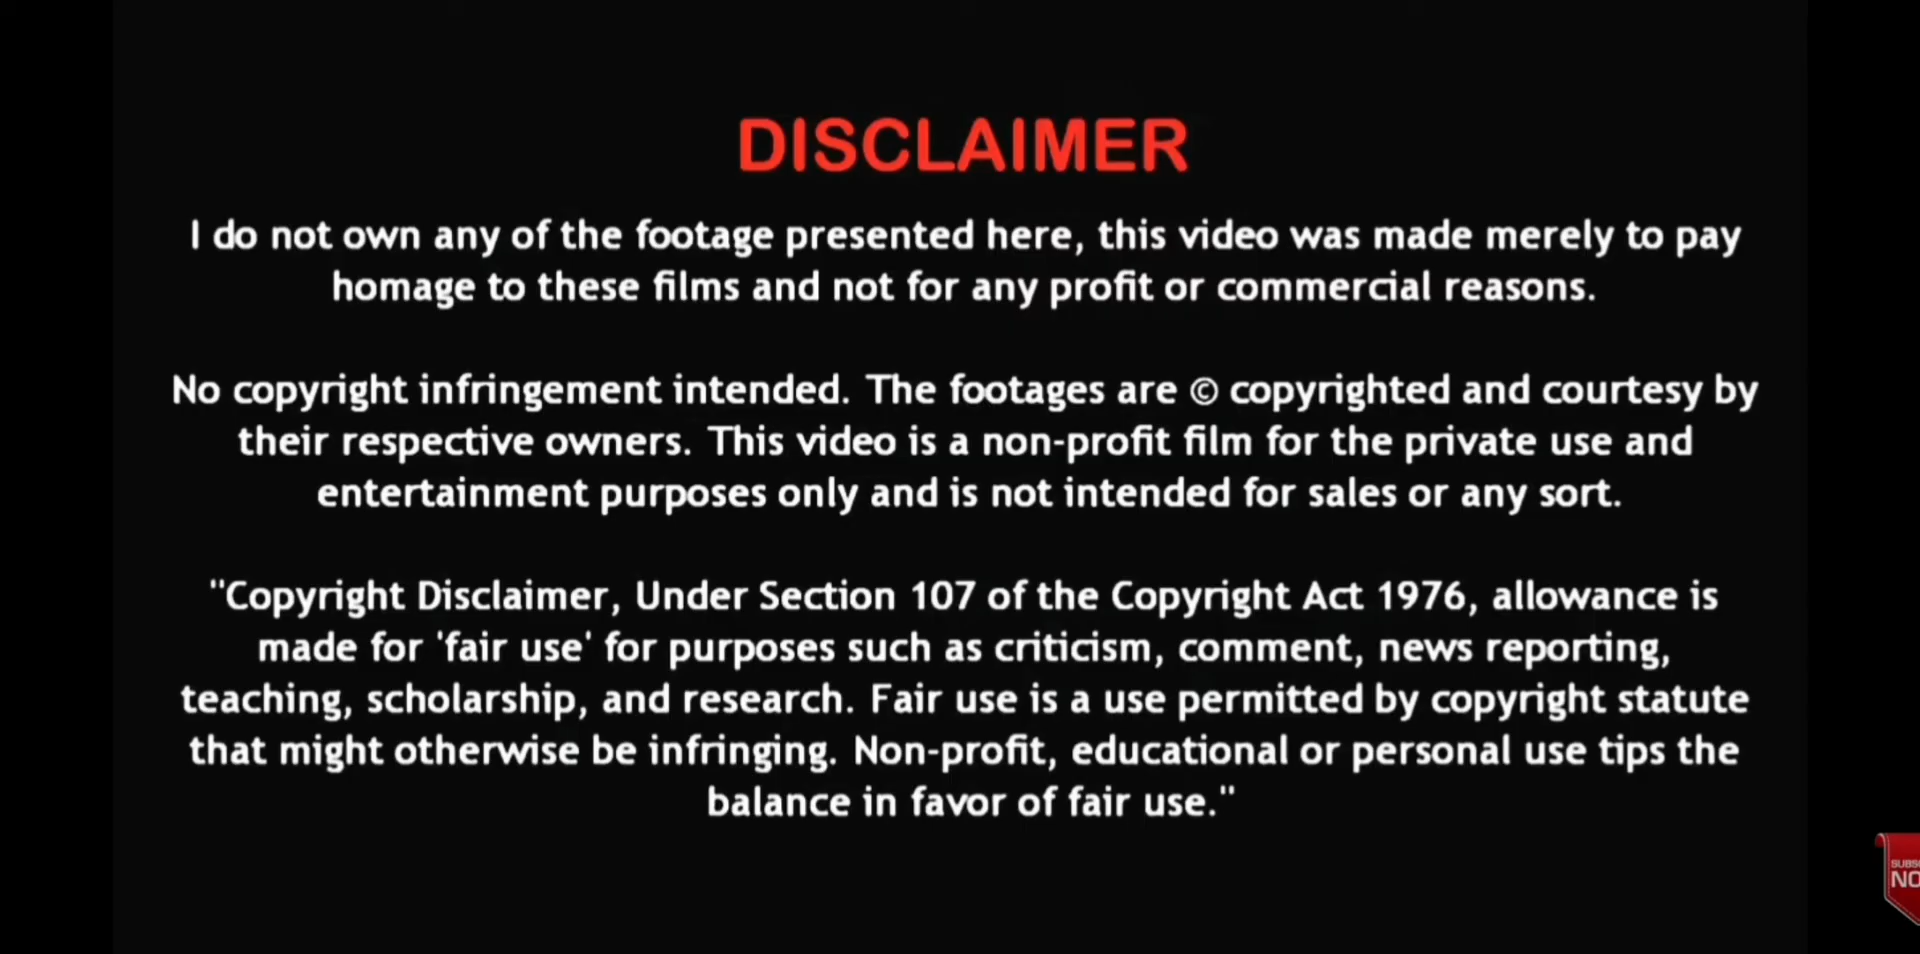 DISCLAIMER
I do not own any of the footage presented here, this video was made merely to pay
homage to these films and not for any profit or commercial reasons.
No copyright infringement intended. The footages are © copyrighted and courtesy by
their respective owners. This video is a non-profit film for the private use and
entertainment purposes only and is not intended for sales or any sort.
"Copyright Disclaimer, Under Section 107 of the Copyright Act 1976, allowance is
made for 'fair use' for purposes such as criticism, comment, news reporting,
teaching, scholarship, and research. Fair use is a use permitted by copyright statute
that might otherwise be infringing. Non-profit, educational or personal use tips the
balance in favor of fair use."